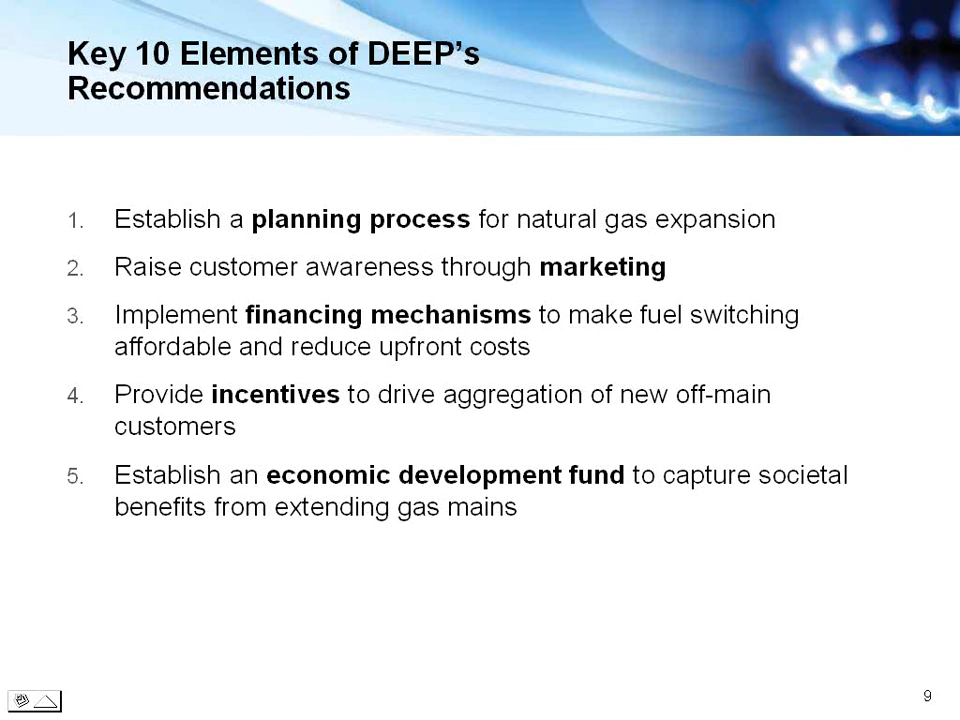 Key 10 Elements of DEEP's
Recommendations
1. Establish a planning process for natural gas expansion
2. Raise customer awareness through marketing
3. Implement financing mechanisms to make fuel switching
affordable and reduce upfront costs
4. Provide incentives to drive aggregation of new off-main
customers
5. Establish an economic development fund to capture societal
benefits from extending gas mains
9